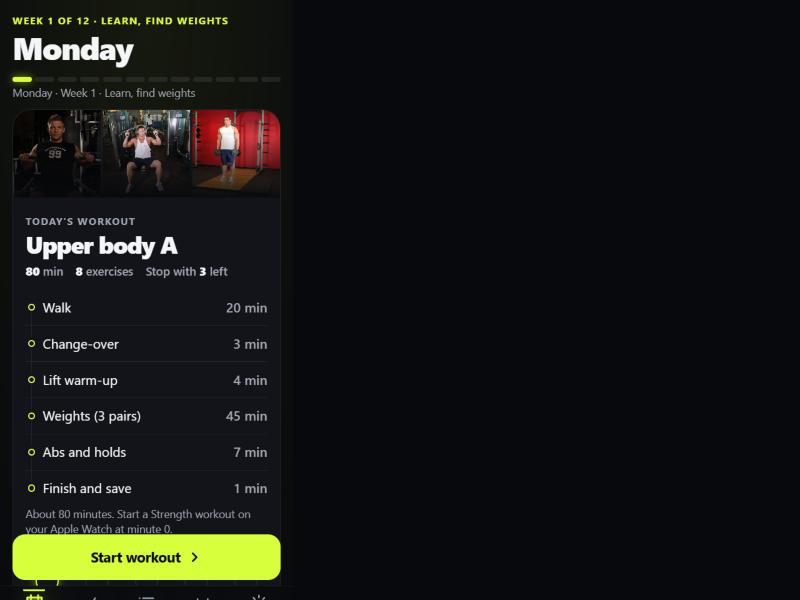 WEEK 1 OF 12 · LEARN, FIND WEIGHTS
Monday
Monday · Week 1 · Learn, find weights
99
TODAY'S WORKOUT
Upper body A
80 min 8 exercises Stop with 3 left
Walk 20 min
Change-over 3 min
Lift warm-up 4 min
Weights (3 pairs) 45 min
Abs and holds 7 min
Finish and save 1 min
About 80 minutes. Start a Strength workout on
your Apple Watch at minute 0.
Start workout